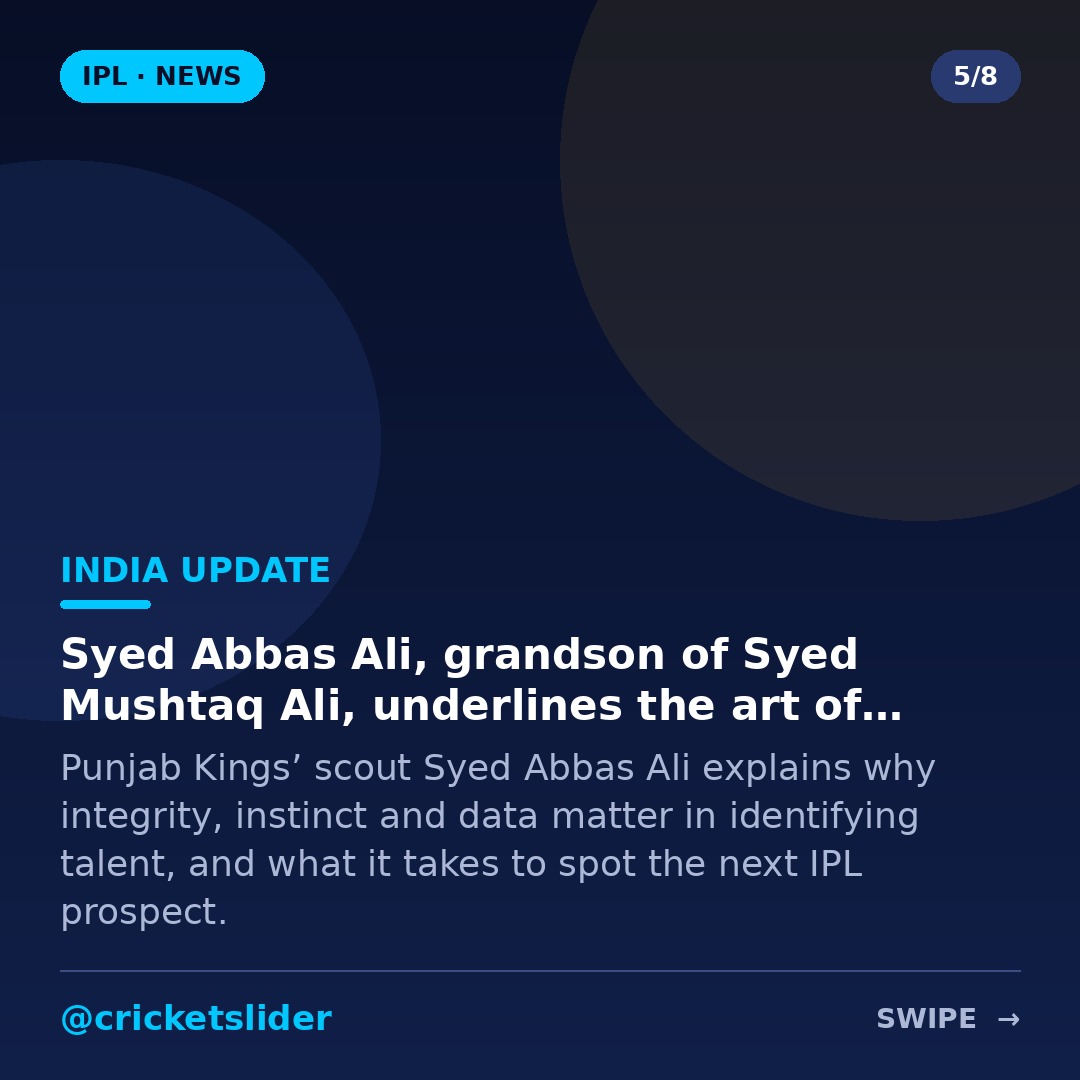 IPL · NEWS
5/8
INDIA UPDATE
Syed Abbas Ali, grandson of Syed
Mushtaq Ali, underlines the art of…
Punjab Kings’ scout Syed Abbas Ali explains why
integrity, instinct and data matter in identifying
talent, and what it takes to spot the next IPL
prospect.
@cricketslider
SWIPE →